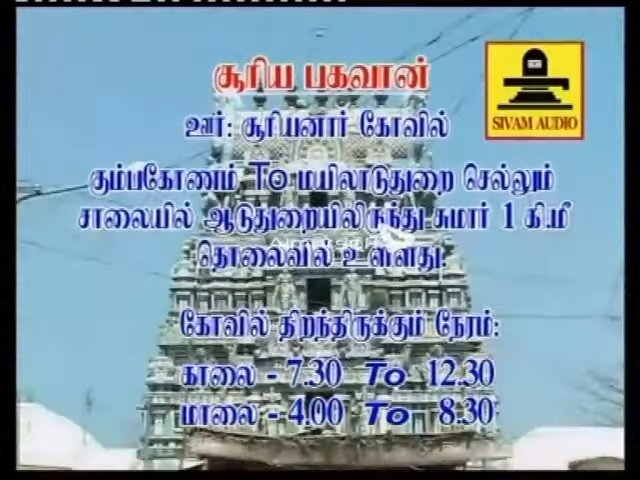 சூரிய பகவான்
SIVAM AUDIO
ஊர்: சூரியனார் கோவில்
கும்பகோணம் To மயிலாடுதுறை செல்லும்
சாலையில் ஆடுதுறையிலிருந்து சுமார் 1 கி.மீ
தொலைவில் உள்ளது.
கோவில் திறந்திருக்கும் நேரம்:
காலை - 7.30 To 12.30
மாலை - 4.00 To 8.30